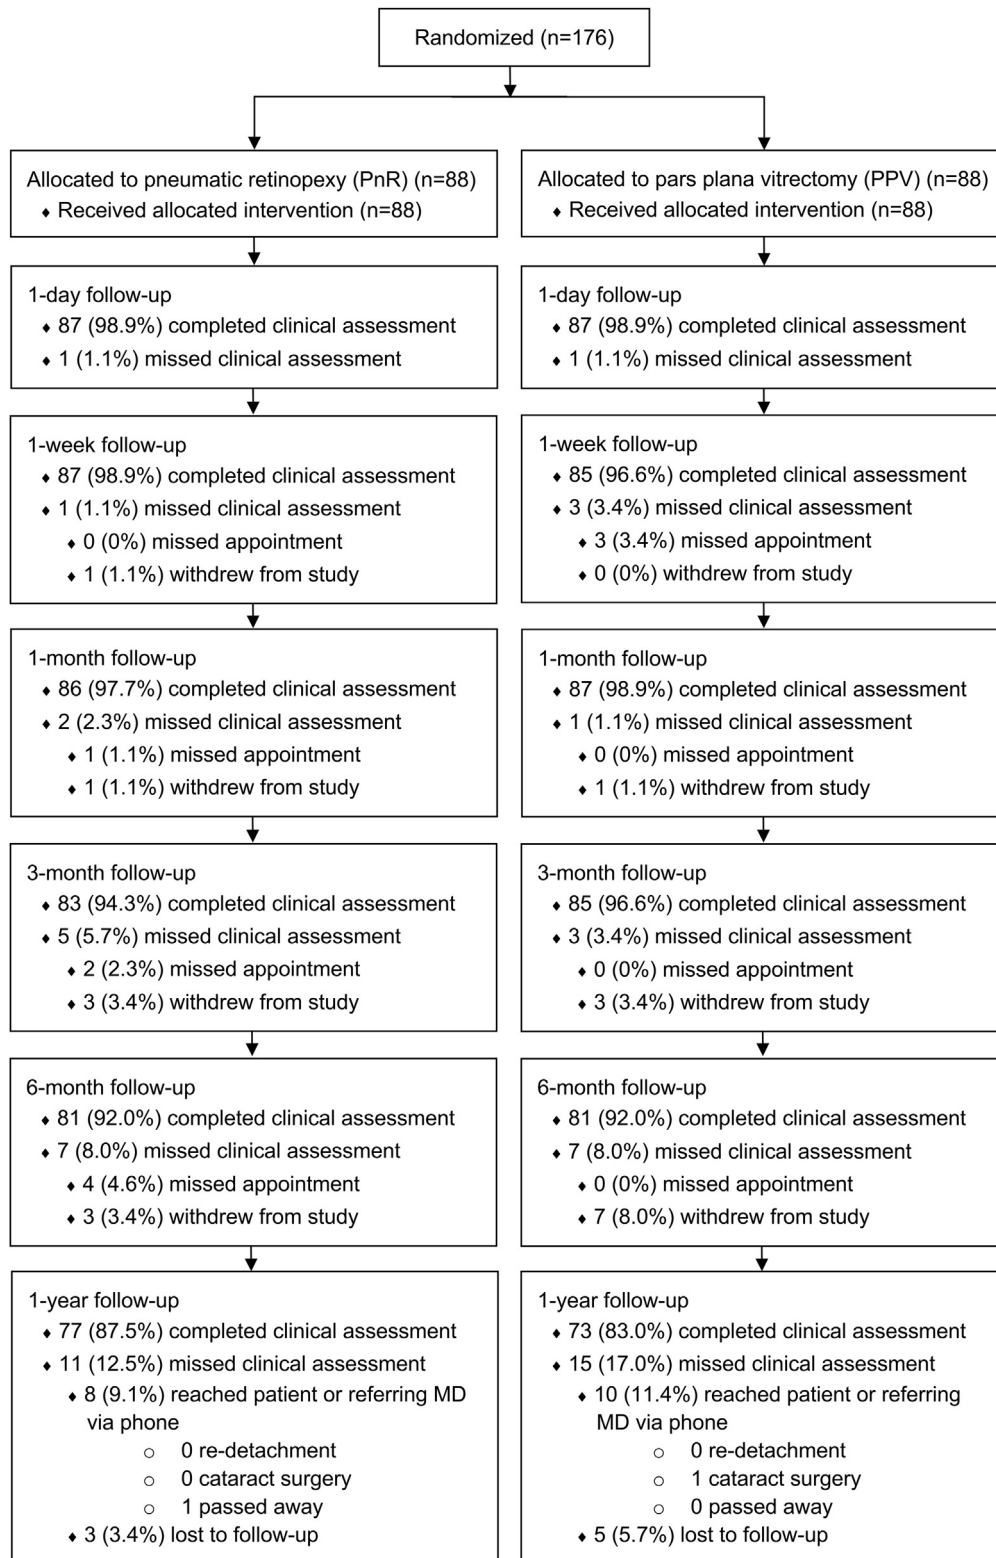 Randomized (n=176)
Allocated to pneumatic retinopexy (PnR) (n=88)
♦ Received allocated intervention (n=88)
1-day follow-up
♦ 87 (98.9%) completed clinical assessment
♦ 1 (1.1%) missed clinical assessment
1-week follow-up
♦ 87 (98.9%) completed clinical assessment
♦ 1 (1.1%) missed clinical assessment
♦ 0 (0%) missed appointment
♦ 1 (1.1%) withdrew from study
1-month follow-up
♦ 86 (97.7%) completed clinical assessment
♦ 2 (2.3%) missed clinical assessment
♦ 1 (1.1%) missed appointment
♦ 1 (1.1%) withdrew from study
3-month follow-up
♦ 83 (94.3%) completed clinical assessment
♦ 5 (5.7%) missed clinical assessment
♦ 2 (2.3%) missed appointment
♦ 3 (3.4%) withdrew from study
6-month follow-up
♦ 81 (92.0%) completed clinical assessment
♦ 7 (8.0%) missed clinical assessment
♦ 4 (4.6%) missed appointment
♦ 3 (3.4%) withdrew from study
1-year follow-up
♦ 77 (87.5%) completed clinical assessment
♦ 11 (12.5%) missed clinical assessment
♦ 8 (9.1%) reached patient or referring MD
via phone
○ 0 re-detachment
○ 0 cataract surgery
○ 1 passed away
♦ 3 (3.4%) lost to follow-up
Allocated to pars plana vitrectomy (PPV) (n=88)
♦ Received allocated intervention (n=88)
1-day follow-up
♦ 87 (98.9%) completed clinical assessment
♦ 1 (1.1%) missed clinical assessment
1-week follow-up
♦ 85 (96.6%) completed clinical assessment
♦ 3 (3.4%) missed clinical assessment
♦ 3 (3.4%) missed appointment
♦ 0 (0%) withdrew from study
1-month follow-up
♦ 87 (98.9%) completed clinical assessment
♦ 1 (1.1%) missed clinical assessment
♦ 0 (0%) missed appointment
♦ 1 (1.1%) withdrew from study
3-month follow-up
♦ 85 (96.6%) completed clinical assessment
♦ 3 (3.4%) missed clinical assessment
♦ 0 (0%) missed appointment
♦ 3 (3.4%) withdrew from study
6-month follow-up
♦ 81 (92.0%) completed clinical assessment
♦ 7 (8.0%) missed clinical assessment
♦ 0 (0%) missed appointment
♦ 7 (8.0%) withdrew from study
1-year follow-up
♦ 73 (83.0%) completed clinical assessment
♦ 15 (17.0%) missed clinical assessment
♦ 10 (11.4%) reached patient or referring
MD via phone
○ 0 re-detachment
○ 1 cataract surgery
○ 0 passed away
♦ 5 (5.7%) lost to follow-up